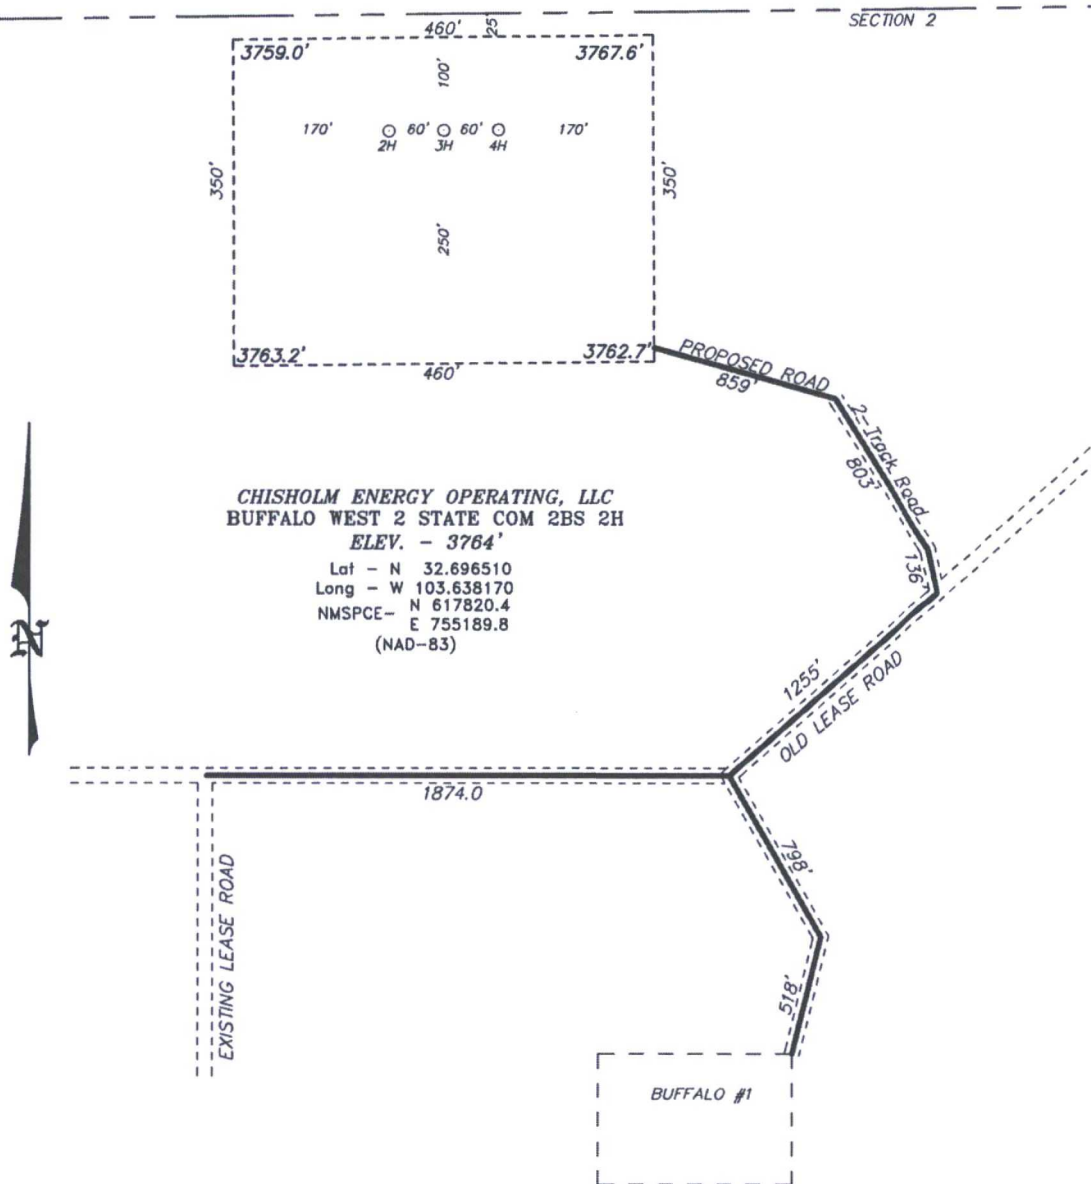 SECTION 2
460'
25'
3759.0'
3767.6'
100'
170'
60'
60'
170'
2H
3H
4H
350'
350'
250'
3763.2'
3762.7'
460'
PROPOSED ROAD
859'
2-Track Road
803'
136'
CHISHOLM ENERGY OPERATING, LLC
BUFFALO WEST 2 STATE COM 2BS 2H
ELEV. - 3764'
Lat - N 32.696510
Long - W 103.638170
NMSPCE- N 617820.4
E 755189.8
(NAD-83)
N
1255'
OLD LEASE ROAD
1874.0
798'
EXISTING LEASE ROAD
518'
BUFFALO #1